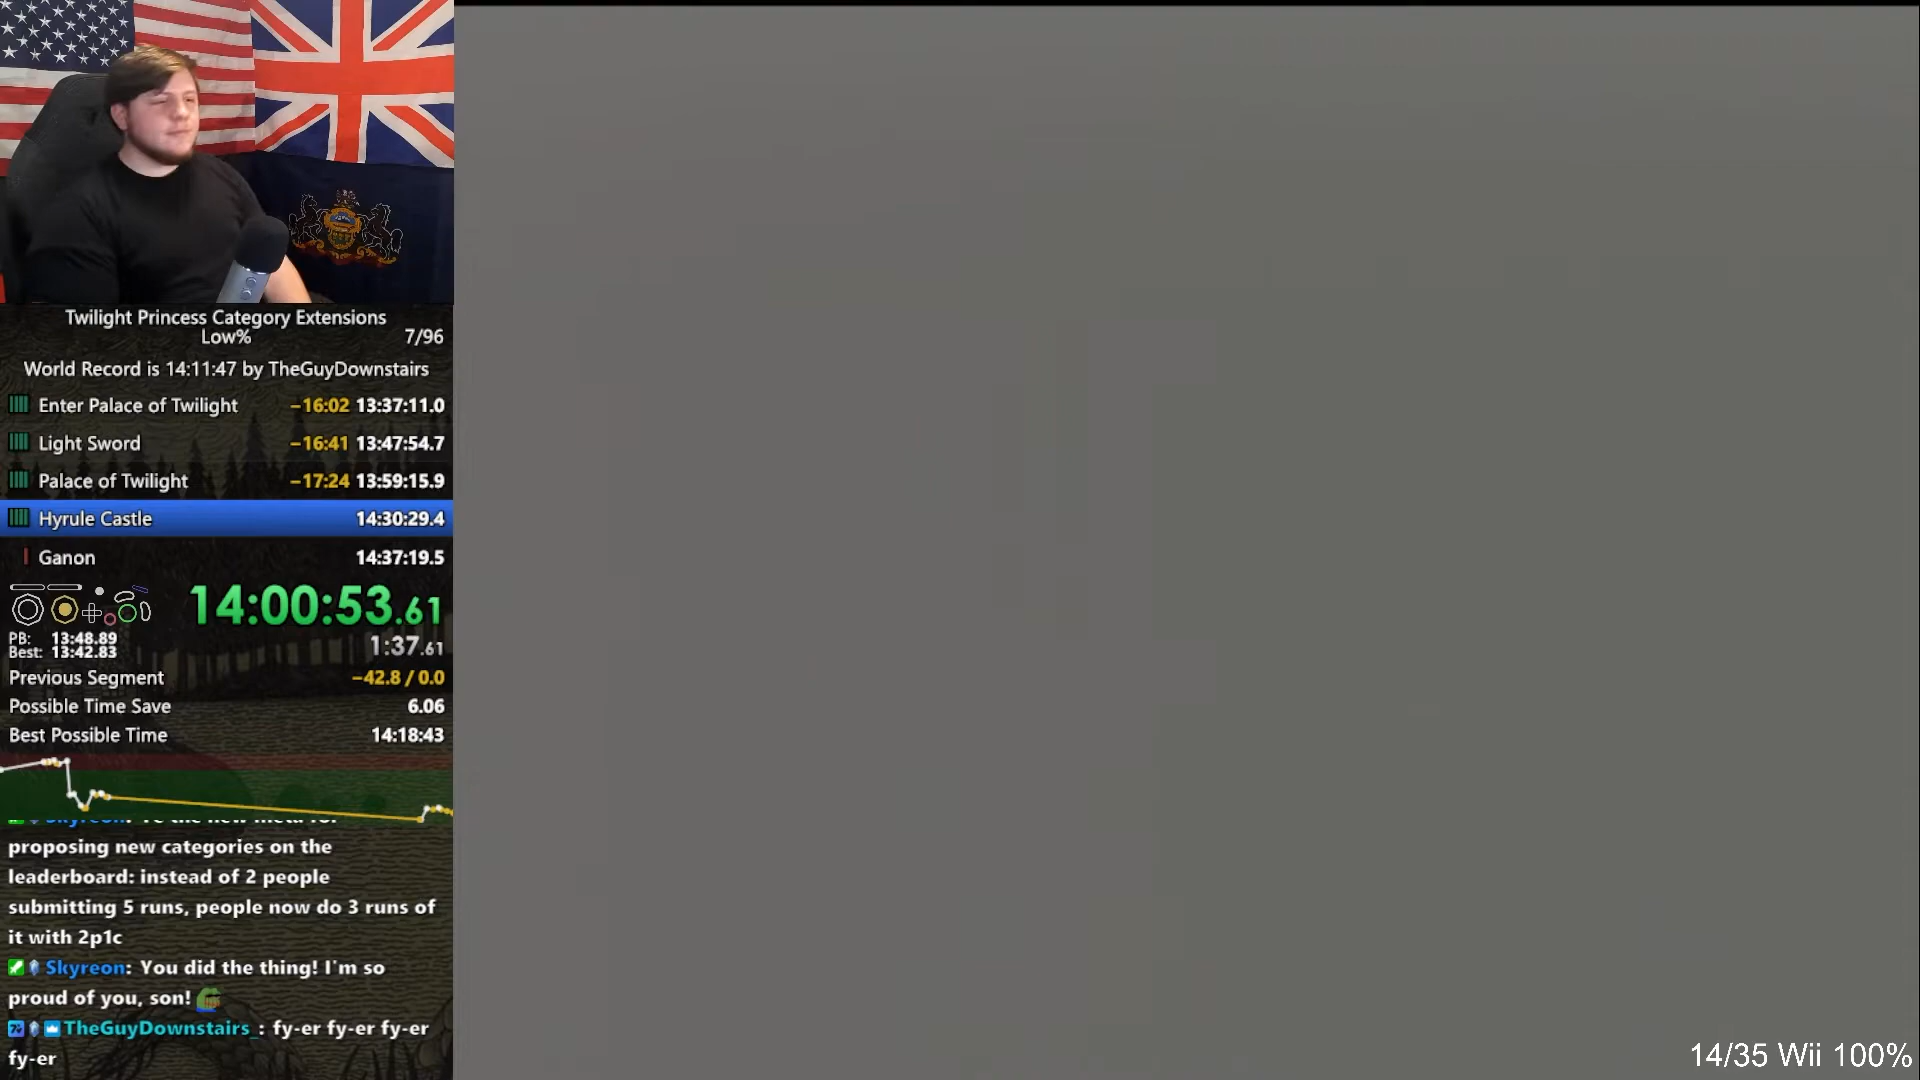 Twilight Princess Category Extensions
Low% 7/96
World Record is 14:11:47 by TheGuyDownstairs
Enter Palace of Twilight −16:02 13:37:11.0
Light Sword −16:41 13:47:54.7
Palace of Twilight −17:24 13:59:15.9
Hyrule Castle 14:30:29.4
Ganon 14:37:19.5
14:00:53.61
PB: 13:48.89
Best: 13:42.83
1:37.61
Previous Segment −42.8 / 0.0
Possible Time Save 6.06
Best Possible Time 14:18:43
the new meta for
proposing new categories on the
leaderboard: instead of 2 people
submitting 5 runs, people now do 3 runs of
it with 2p1c
Skyreon: You did the thing! I'm so
proud of you, son!
TheGuyDownstairs_: fy-er fy-er fy-er
fy-er
14/35 Wii 100%